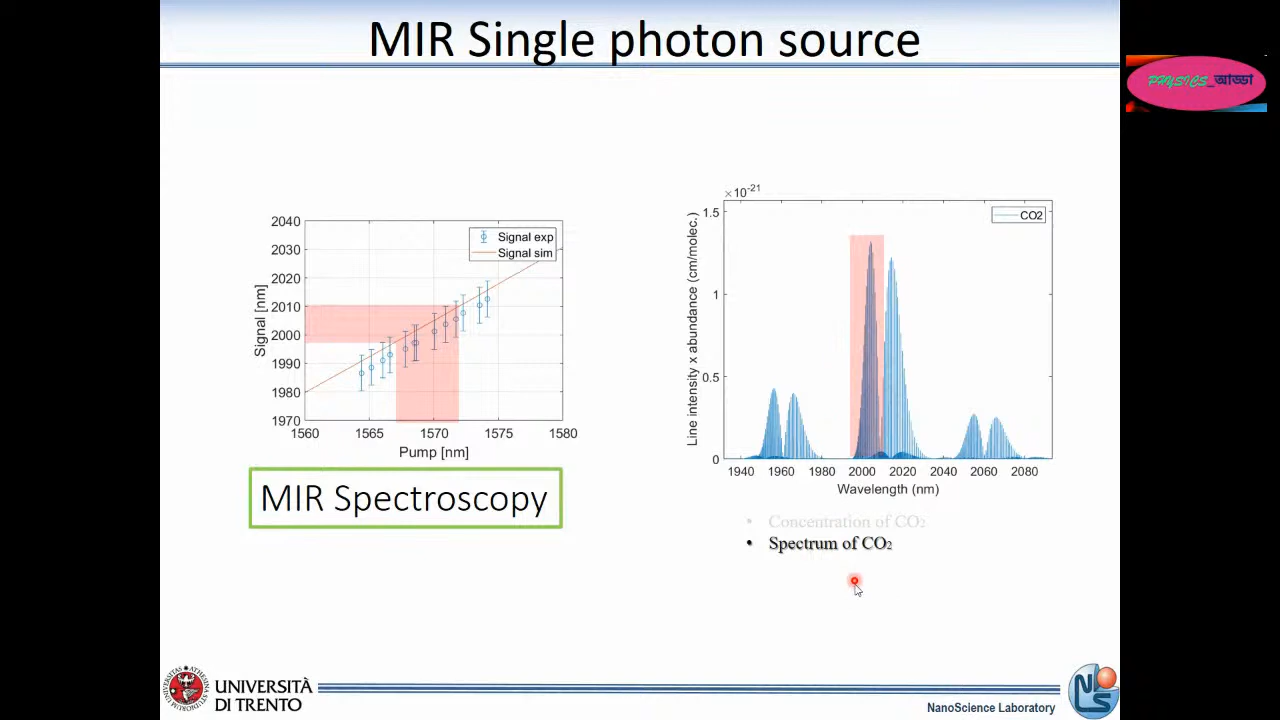 MIR Single photon source
PHYSICS_আড্ডা
2040
2030
2020
2010
2000
1990
1980
1970
Signal [nm]
Signal exp
Signal sim
1560 1565 1570 1575 1580
Pump [nm]
MIR Spectroscopy
×10-21
1.5
1
0.5
0
Line intensity x abundance (cm/molec.)
CO2
1940 1960 1980 2000 2020 2040 2060 2080
Wavelength (nm)
• Concentration of CO2
• Spectrum of CO2
UNIVERSITÀ
DI TRENTO
NanoScience Laboratory